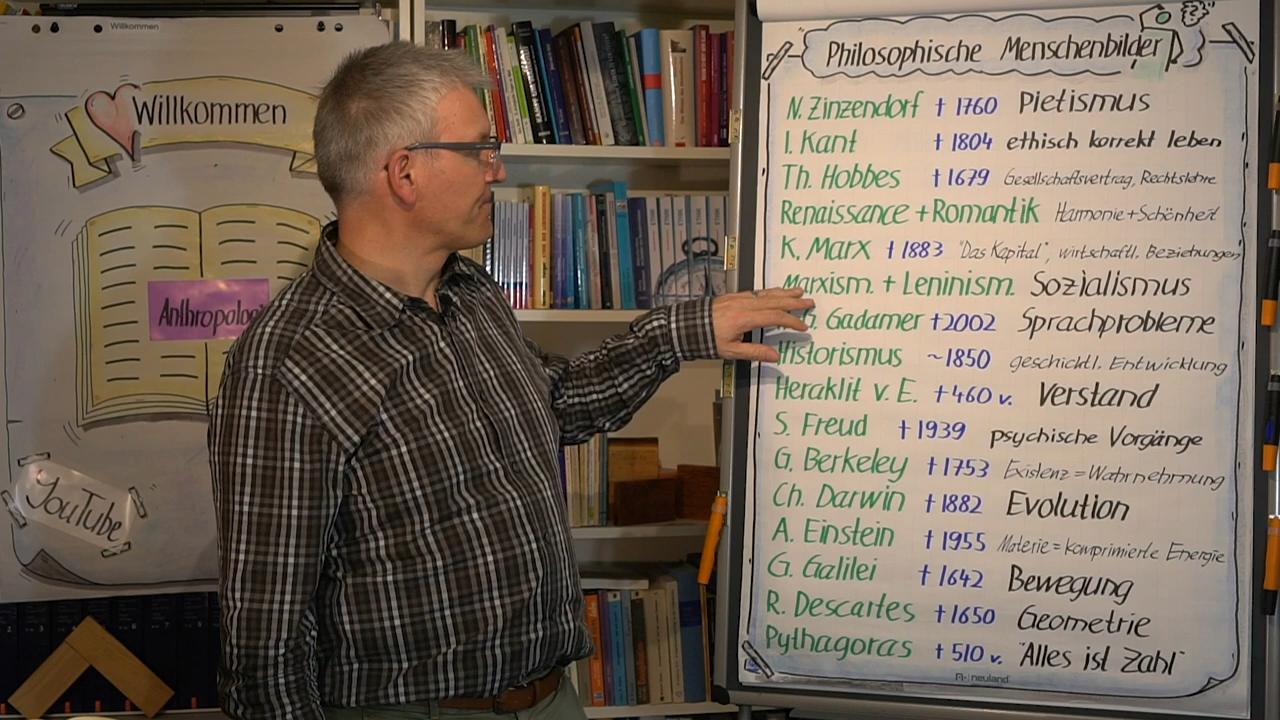 Willkommen
Willkommen
Anthropolog
YouTube
Philosophische Menschenbilder
N. Zinzendorf † 1760 Pietismus
I. Kant † 1804 ethisch korrekt leben
Th. Hobbes † 1679 Gesellschaftsvertrag, Rechtslehre
Renaissance + Romantik Harmonie + Schönheit
K. Marx † 1883 "Das Kapital", wirtschaftl. Beziehungen
Marxism. + Leninism. Sozialismus
G. Gadamer † 2002 Sprachprobleme
Historismus ~1850 geschichtl. Entwicklung
Heraklit v. E. † 460 v. Verstand
S. Freud † 1939 psychische Vorgänge
G. Berkeley † 1753 Existenz = Wahrnehmung
Ch. Darwin † 1882 Evolution
A. Einstein † 1955 Materie = komprimierte Energie
G. Galilei † 1642 Bewegung
R. Descartes † 1650 Geometrie
Pythagoras † 510 v. "Alles ist Zahl"
neuland